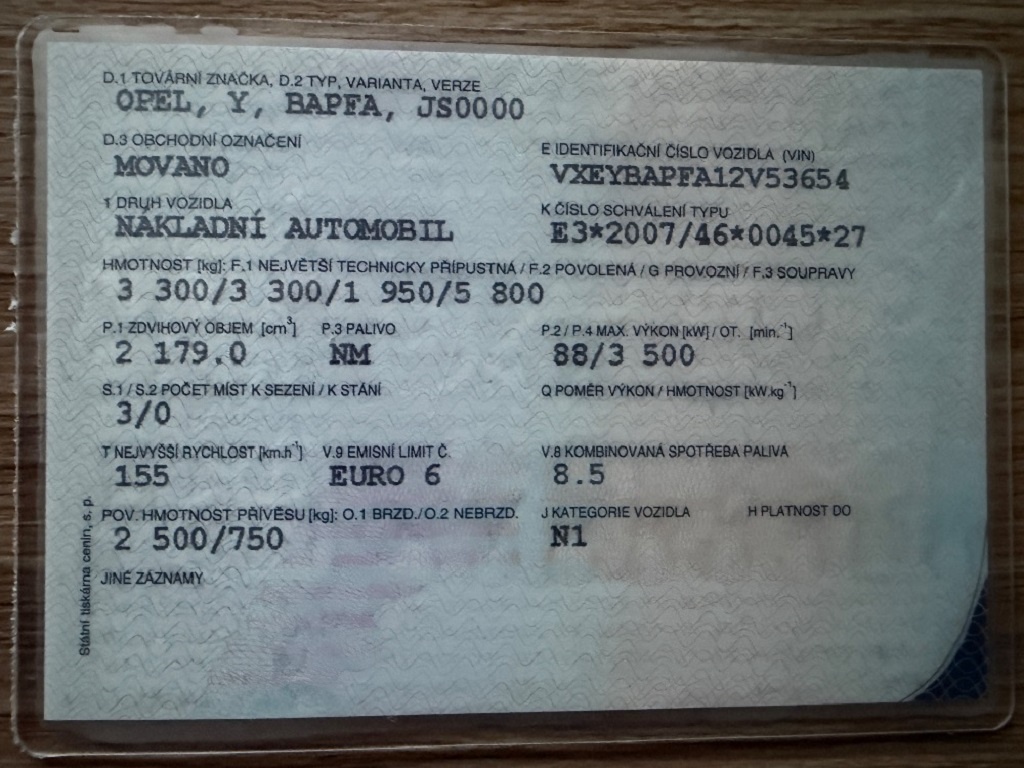 D.1 TOVÁRNÍ ZNAČKA, D.2 TYP, VARIANTA, VERZE
OPEL, Y, BAPFA, JS0000
D.3 OBCHODNÍ OZNAČENÍ
MOVANO
E IDENTIFIKAČNÍ ČÍSLO VOZIDLA (VIN)
VXEYBAPFA12V53654
1 DRUH VOZIDLA
NÁKLADNÍ AUTOMOBIL
K ČÍSLO SCHVÁLENÍ TYPU
E3*2007/46*0045*27
HMOTNOST [kg]: F.1 NEJVĚTŠÍ TECHNICKY PŘÍPUSTNÁ / F.2 POVOLENÁ / G PROVOZNÍ / F.3 SOUPRAVY
3 300/3 300/1 950/5 800
P.1 ZDVIHOVÝ OBJEM [cm³] P.3 PALIVO P.2 / P.4 MAX. VÝKON [kW] / OT. [min.⁻¹]
2 179.0 NM 88/3 500
S.1 / S.2 POČET MÍST K SEZENÍ / K STÁNÍ Q POMĚR VÝKON / HMOTNOST [kW.kg⁻¹]
3/0
T NEJVYŠŠÍ RYCHLOST [km.h⁻¹] V.9 EMISNÍ LIMIT Č. V.8 KOMBINOVANÁ SPOTŘEBA PALIVA
155 EURO 6 8.5
POV. HMOTNOST PŘÍVĚSU [kg]: O.1 BRZD./O.2 NEBRZD. J KATEGORIE VOZIDLA H PLATNOST DO
2 500/750 N1
JINÉ ZÁZNAMY
Státní tiskárna cenin, s. p.